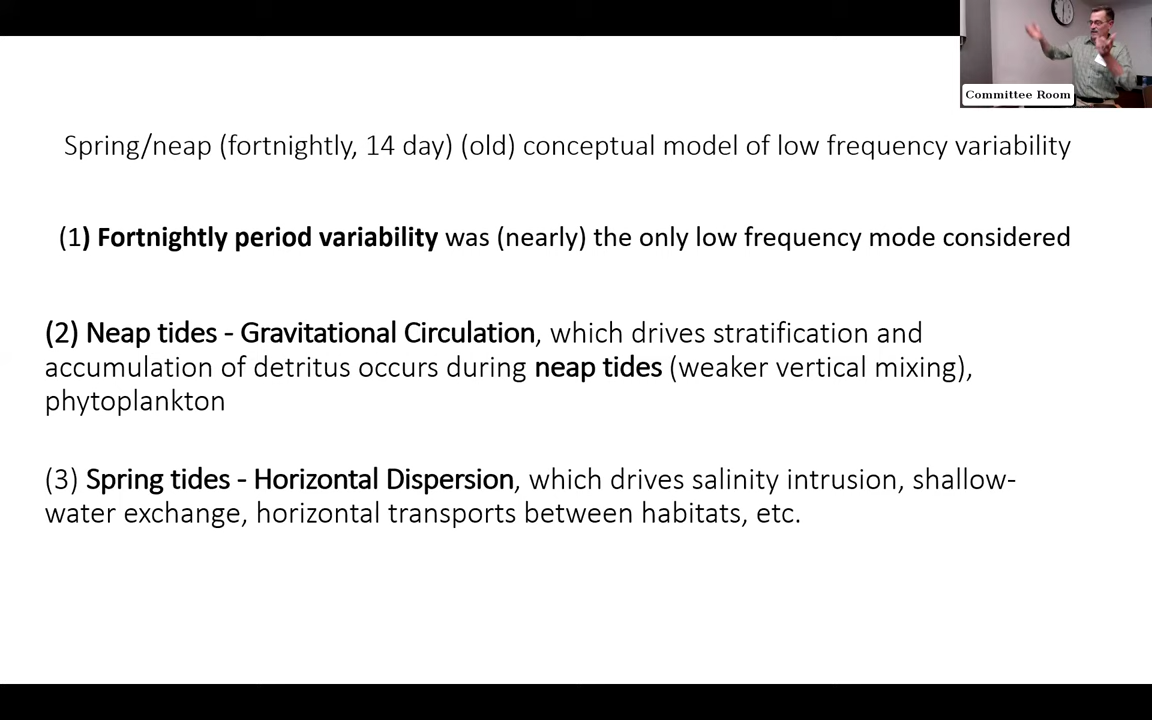 Committee Room
Spring/neap (fortnightly, 14 day) (old) conceptual model of low frequency variability
(1) Fortnightly period variability was (nearly) the only low frequency mode considered
(2) Neap tides - Gravitational Circulation, which drives stratification and
accumulation of detritus occurs during neap tides (weaker vertical mixing),
phytoplankton
(3) Spring tides - Horizontal Dispersion, which drives salinity intrusion, shallow-
water exchange, horizontal transports between habitats, etc.